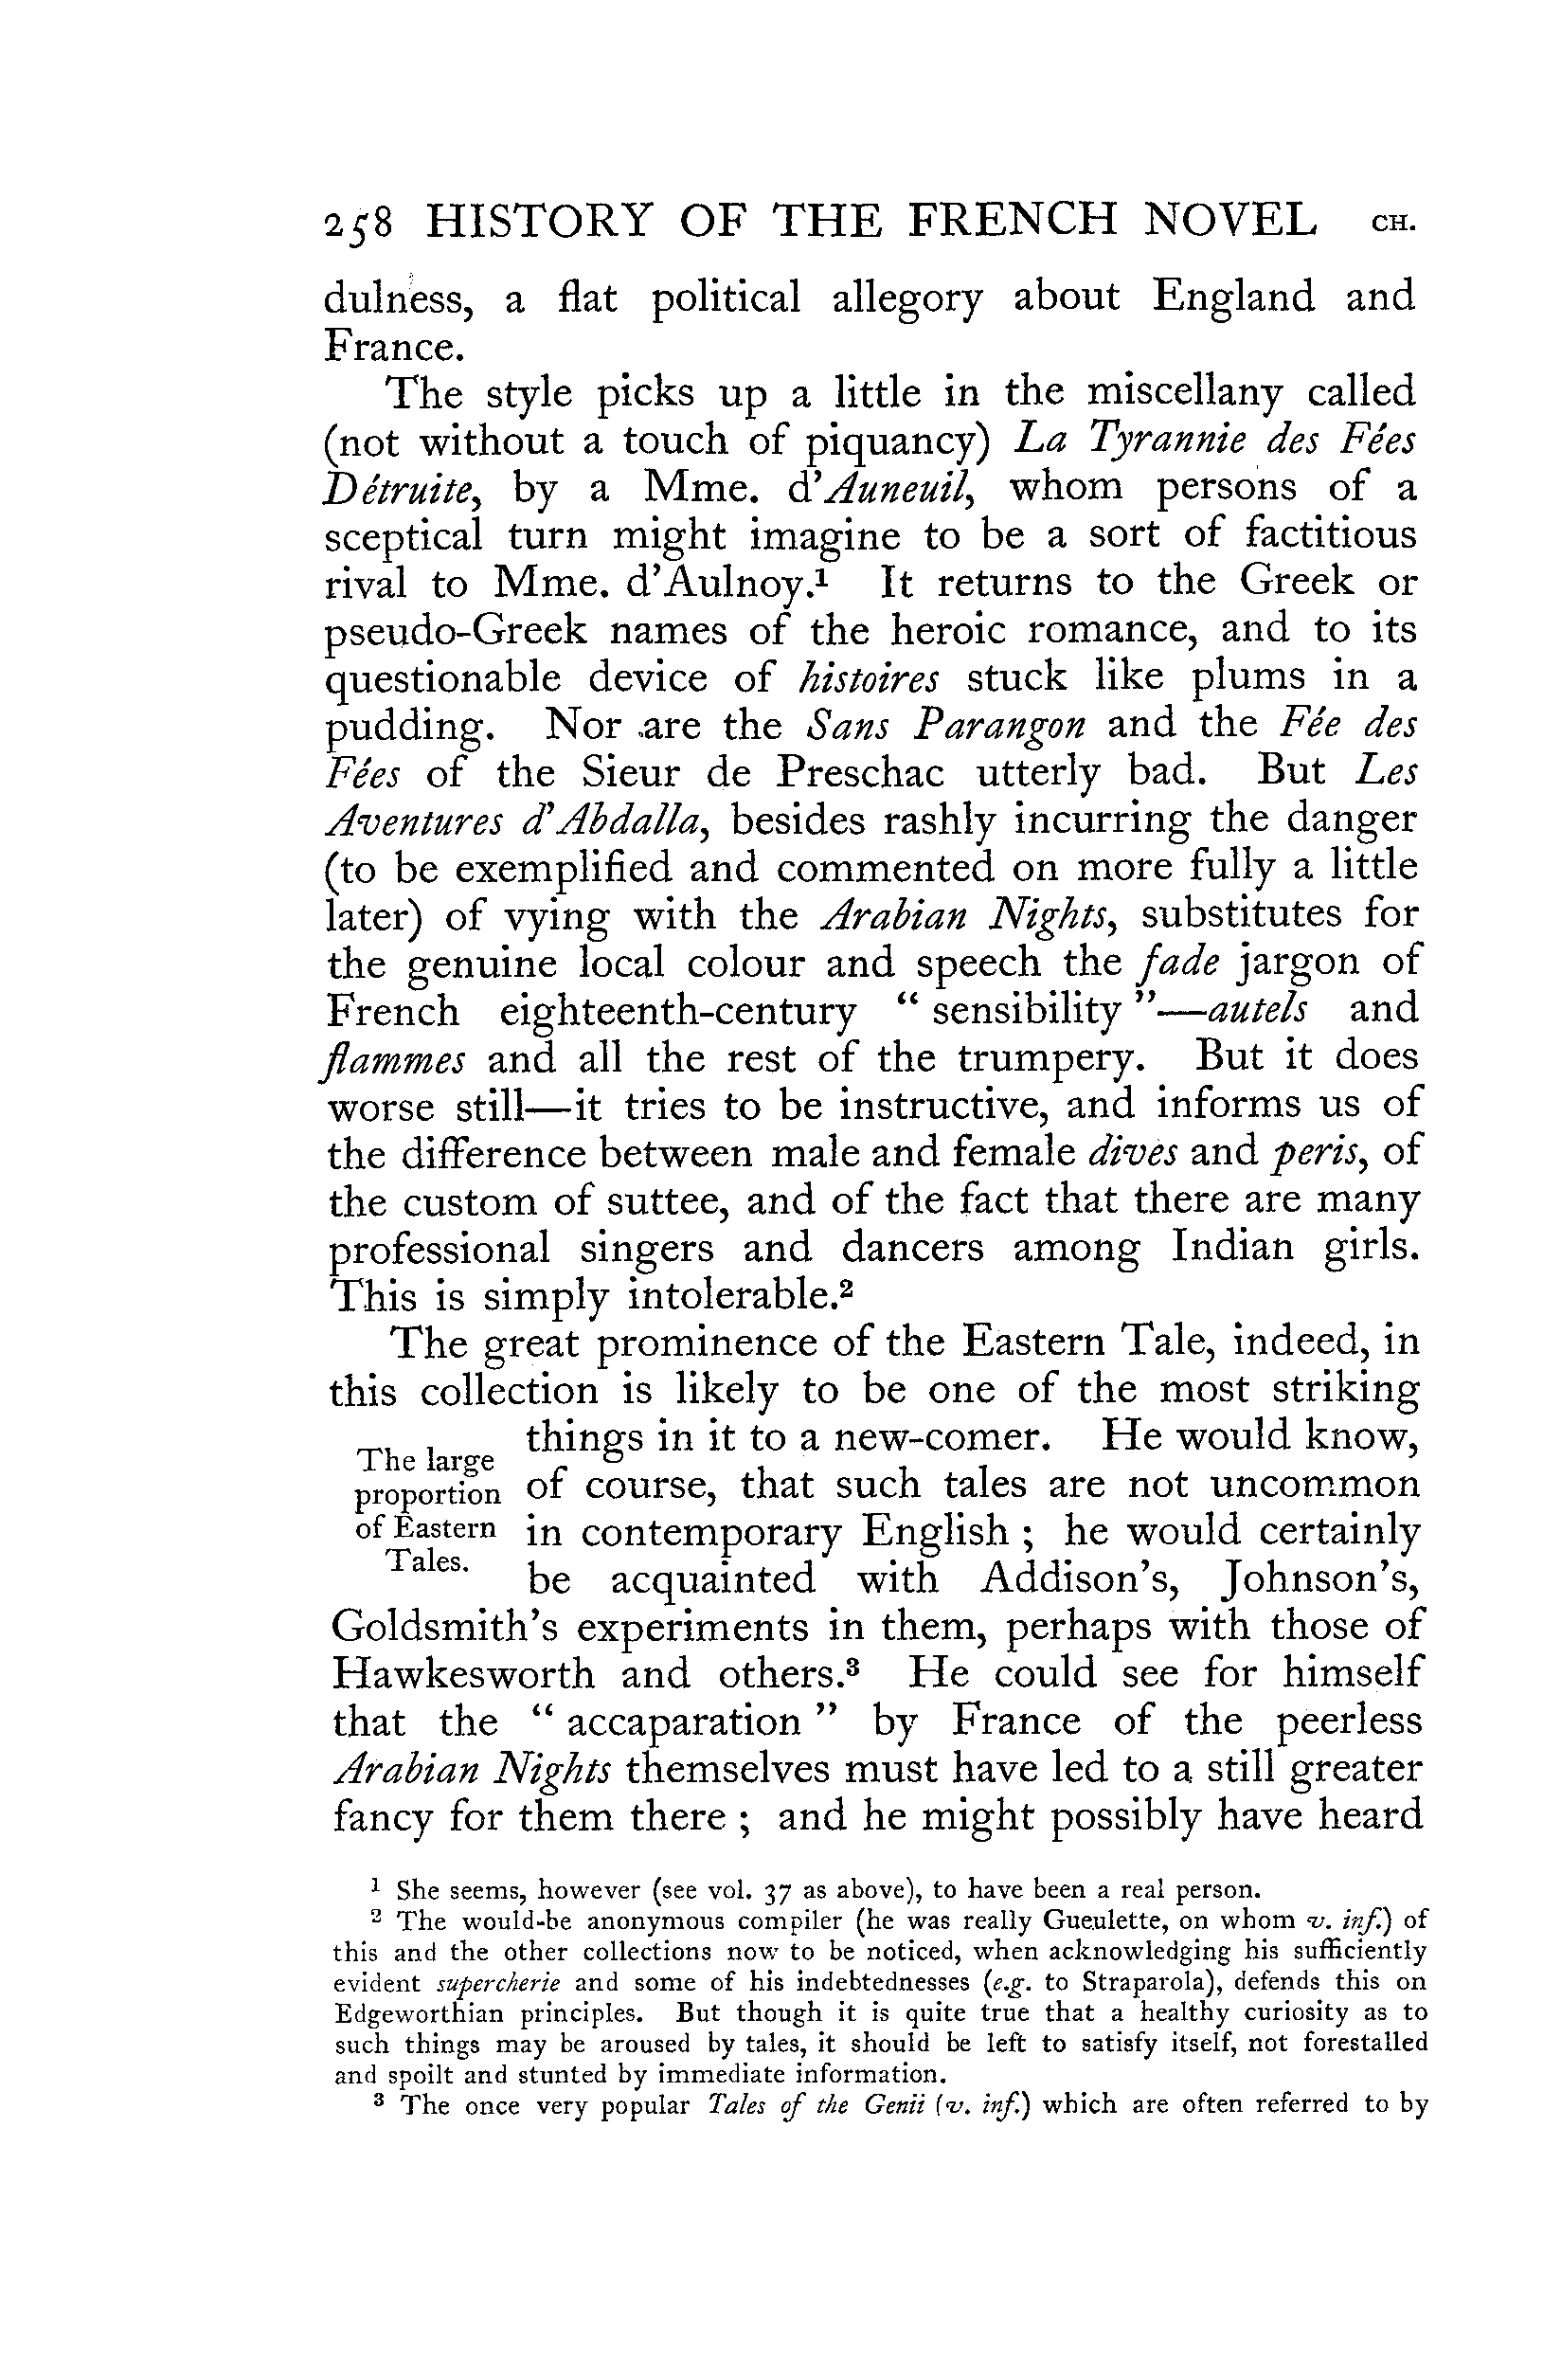 258 HISTORY OF THE FRENCH NOVEL CH.
dulness, a flat political allegory about England and
France.
The style picks up a little in the miscellany called
(not without a touch of piquancy) La Tyrannie des Fées
Détruite, by a Mme. d'Auneuil, whom persons of a
sceptical turn might imagine to be a sort of factitious
rival to Mme. d'Aulnoy.¹ It returns to the Greek or
pseudo-Greek names of the heroic romance, and to its
questionable device of histoires stuck like plums in a
pudding. Nor are the Sans Parangon and the Fée des
Fées of the Sieur de Preschac utterly bad. But Les
Aventures d'Abdalla, besides rashly incurring the danger
(to be exemplified and commented on more fully a little
later) of vying with the Arabian Nights, substitutes for
the genuine local colour and speech the fade jargon of
French eighteenth-century “ sensibility ”—autels and
flammes and all the rest of the trumpery. But it does
worse still—it tries to be instructive, and informs us of
the difference between male and female dives and peris, of
the custom of suttee, and of the fact that there are many
professional singers and dancers among Indian girls.
This is simply intolerable.²
The great prominence of the Eastern Tale, indeed, in
this collection is likely to be one of the most striking
The large
proportion
of Eastern
Tales.
things in it to a new-comer. He would know,
of course, that such tales are not uncommon
in contemporary English ; he would certainly
be acquainted with Addison's, Johnson's,
Goldsmith's experiments in them, perhaps with those of
Hawkesworth and others.³ He could see for himself
that the “ accaparation ” by France of the peerless
Arabian Nights themselves must have led to a still greater
fancy for them there ; and he might possibly have heard
¹ She seems, however (see vol. 37 as above), to have been a real person.
² The would-be anonymous compiler (he was really Gueulette, on whom v. inf.) of
this and the other collections now to be noticed, when acknowledging his sufficiently
evident supercherie and some of his indebtednesses (e.g. to Straparola), defends this on
Edgeworthian principles. But though it is quite true that a healthy curiosity as to
such things may be aroused by tales, it should be left to satisfy itself, not forestalled
and spoilt and stunted by immediate information.
³ The once very popular Tales of the Genii (v. inf.) which are often referred to by